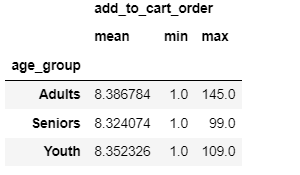 add_to_cart_order
mean min max
age_group
Adults 8.386784 1.0 145.0
Seniors 8.324074 1.0 99.0
Youth 8.352326 1.0 109.0